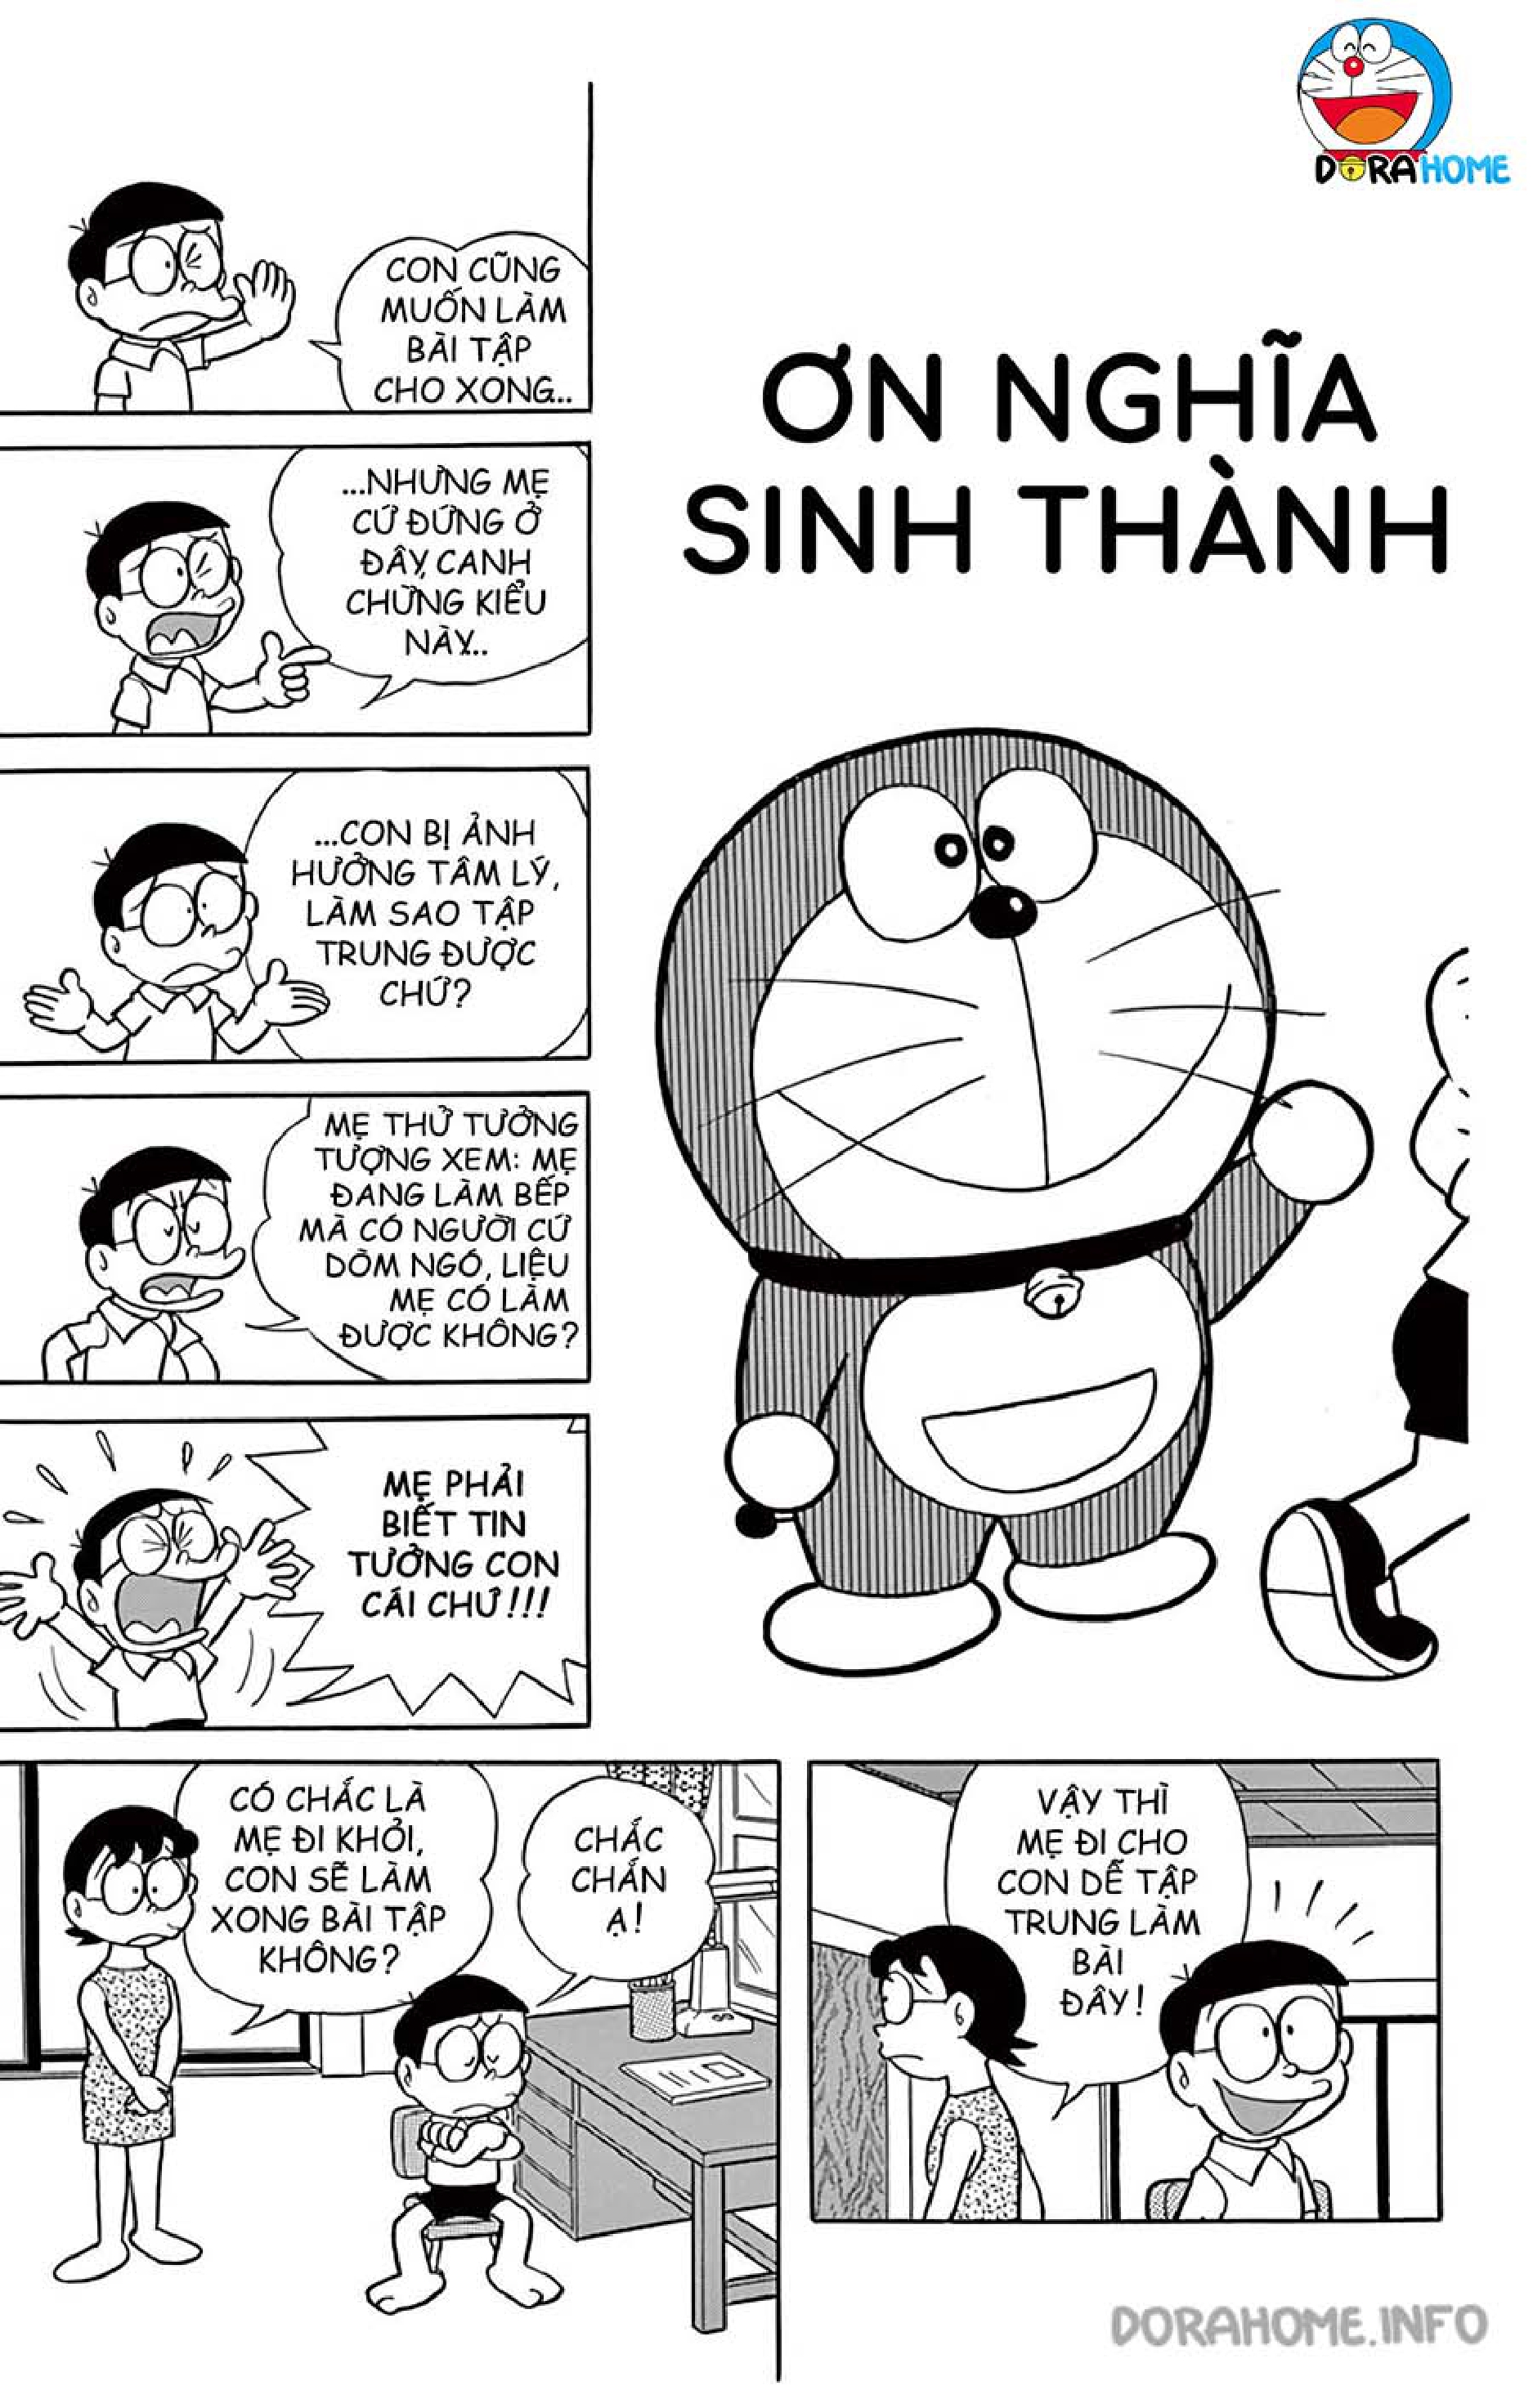 DORAHOME
ƠN NGHĨA
SINH THÀNH
CON CŨNG
MUỐN LÀM
BÀI TẬP
CHO XONG..
...NHƯNG MẸ
CỨ ĐỨNG Ở
ĐÂY, CANH
CHỪNG KIỂU
NÀY...
...CON BỊ ẢNH
HƯỞNG TÂM LÝ,
LÀM SAO TẬP
TRUNG ĐƯỢC
CHỨ?
MẸ THỬ TƯỞNG
TƯỢNG XEM: MẸ
ĐANG LÀM BẾP
MÀ CÓ NGƯỜI CỨ
DÒM NGÓ, LIỆU
MẸ CÓ LÀM
ĐƯỢC KHÔNG?
MẸ PHẢI
BIẾT TIN
TƯỞNG CON
CÁI CHỨ!!!
CÓ CHẮC LÀ
MẸ ĐI KHỎI,
CON SẼ LÀM
XONG BÀI TẬP
KHÔNG?
CHẮC
CHẮN
Ạ!
VẬY THÌ
MẸ ĐI CHO
CON DỄ TẬP
TRUNG LÀM
BÀI
ĐÂY!
DORAHOME.INFO